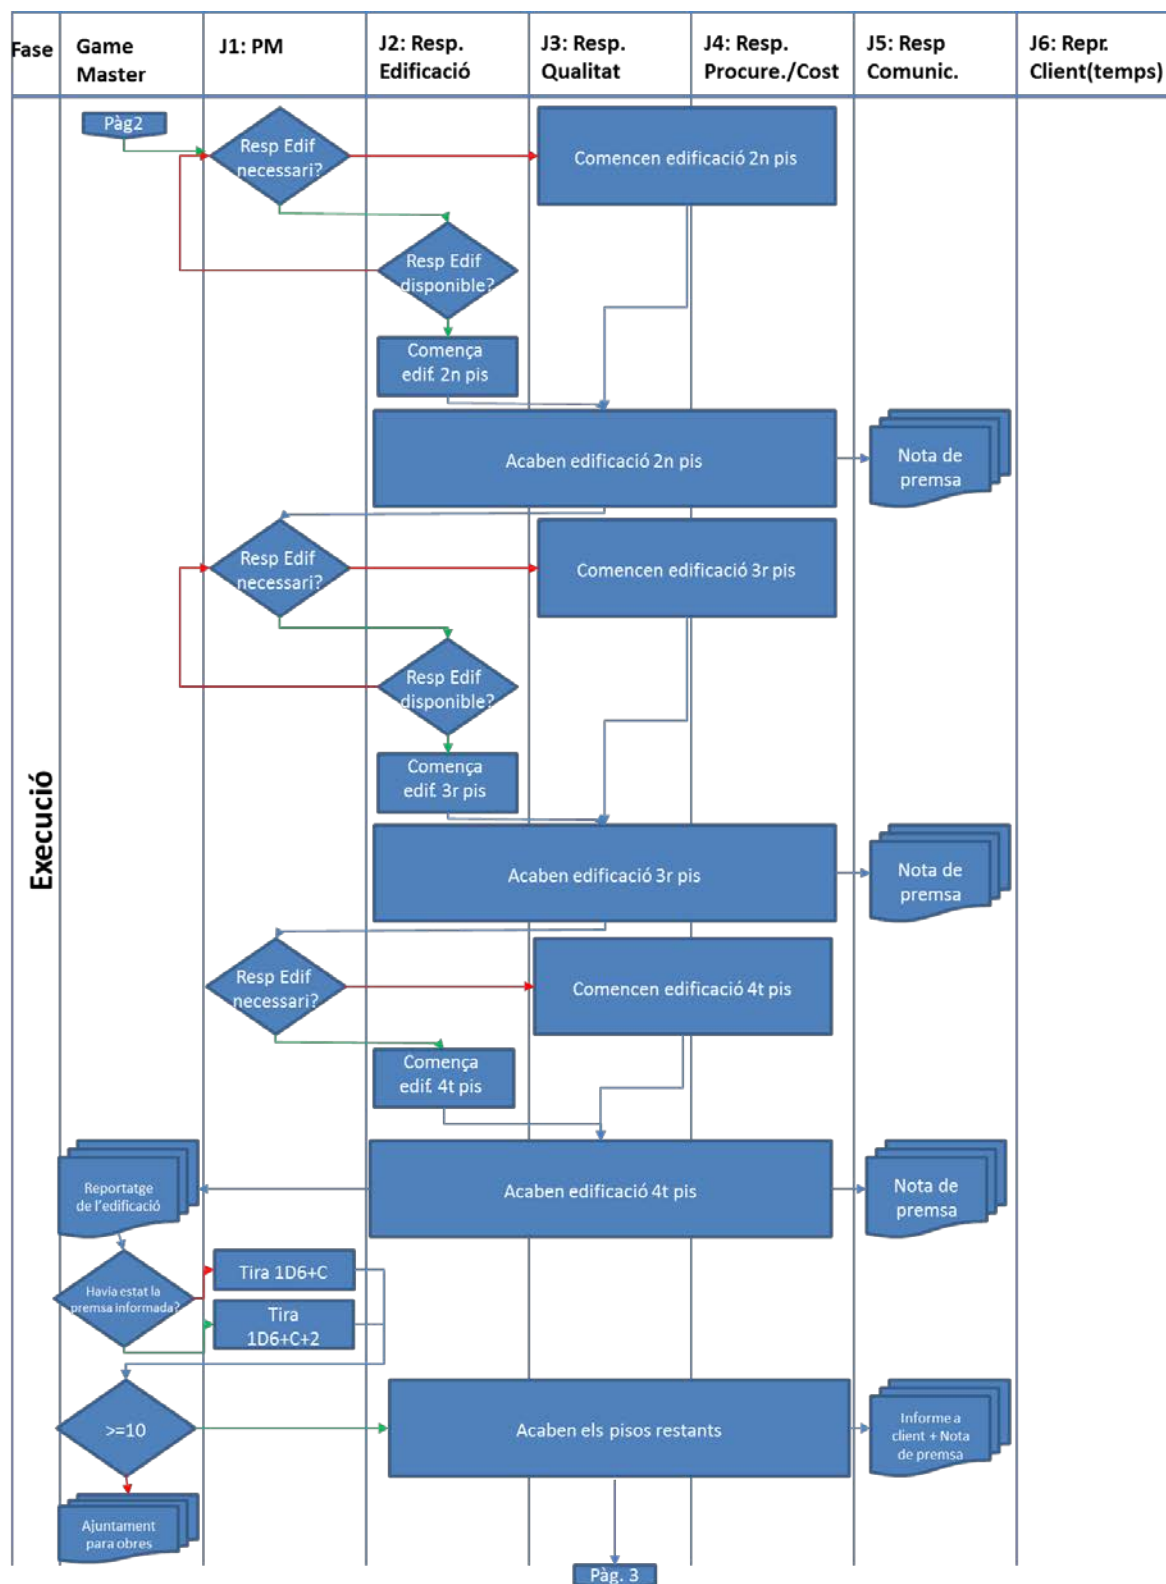 Fase
Game
Master
J1: PM
J2: Resp.
Edificació
J3: Resp.
Qualitat
J4: Resp.
Procure./Cost
J5: Resp
Comunic.
J6: Repr.
Client(temps)
Execució
Pàg2
Resp Edif
necessari?
Comencen edificació 2n pis
Resp Edif
disponible?
Comença
edif. 2n pis
Acaben edificació 2n pis
Nota de
premsa
Resp Edif
necessari?
Comencen edificació 3r pis
Resp Edif
disponible?
Comença
edif. 3r pis
Acaben edificació 3r pis
Nota de
premsa
Resp Edif
necessari?
Comencen edificació 4t pis
Comença
edif. 4t pis
Reportatge
de l'edificació
Acaben edificació 4t pis
Nota de
premsa
Havia estat la
premsa informada?
Tira 1D6+C
Tira
1D6+C+2
>=10
Acaben els pisos restants
Informe a
client + Nota
de premsa
Ajuntament
para obres
Pàg. 3